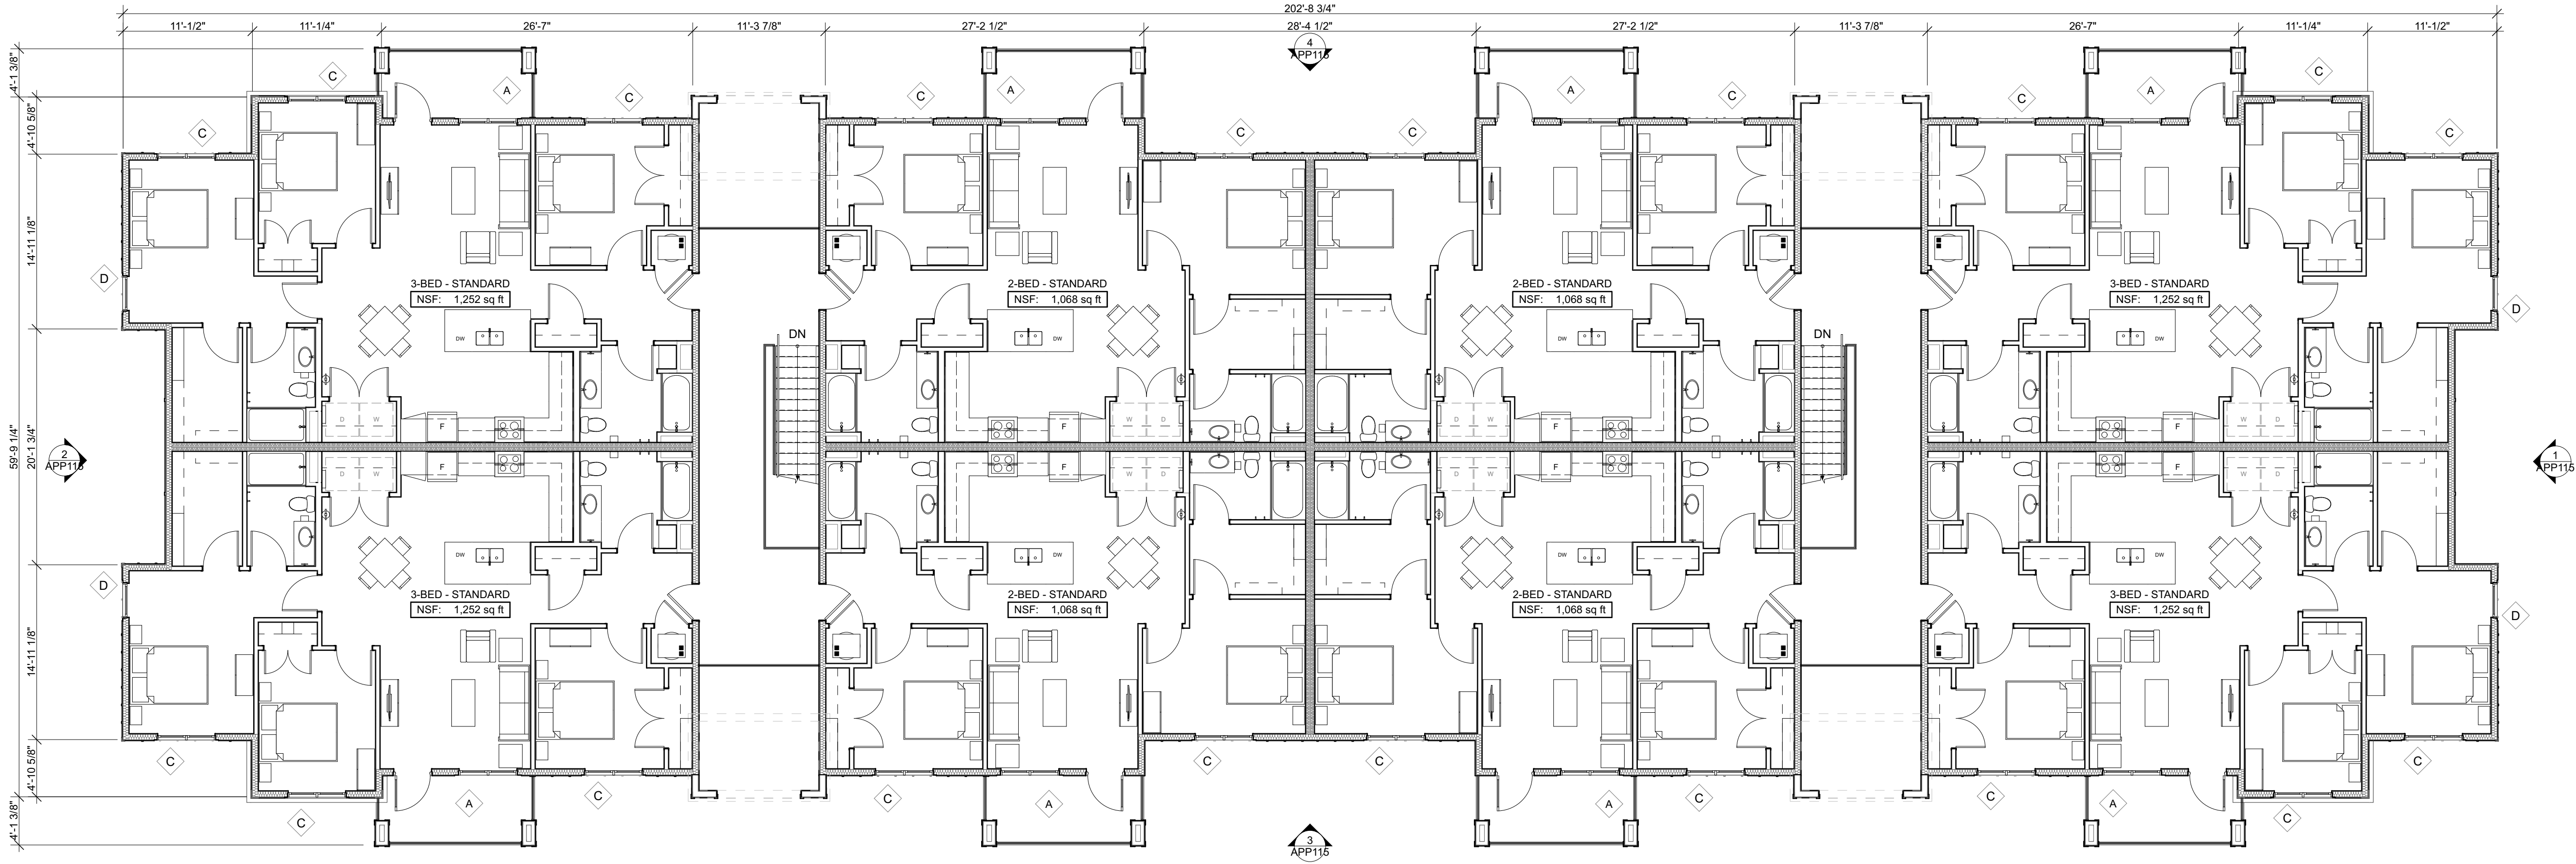 202'-8 3/4"
11'-1/2" 11'-1/4" 26'-7" 11'-3 7/8" 27'-2 1/2" 28'-4 1/2" 27'-2 1/2" 11'-3 7/8" 26'-7" 11'-1/4" 11'-1/2"
4
APP115
4'-1 3/8"
C C
A C C A A C C A
4'-10 5/8"
C C C C
14'-11 1/8"
D D
3-BED - STANDARD 2-BED - STANDARD 2-BED - STANDARD 3-BED - STANDARD
NSF: 1,252 sq ft NSF: 1,068 sq ft NSF: 1,068 sq ft NSF: 1,252 sq ft
DN DN
DW DW DW DW
D W W D D W W D
F F F F
59'-9 1/4"
20'-1 3/4"
2
APP115
1
APP115
F F F F
D W W D D W W D
DW DW DW DW
D D
3-BED - STANDARD 2-BED - STANDARD 2-BED - STANDARD 3-BED - STANDARD
NSF: 1,252 sq ft NSF: 1,068 sq ft NSF: 1,068 sq ft NSF: 1,252 sq ft
14'-11 1/8"
C C C C
4'-10 5/8"
A C C A A C C A
C C
4'-1 3/8"
3
APP115